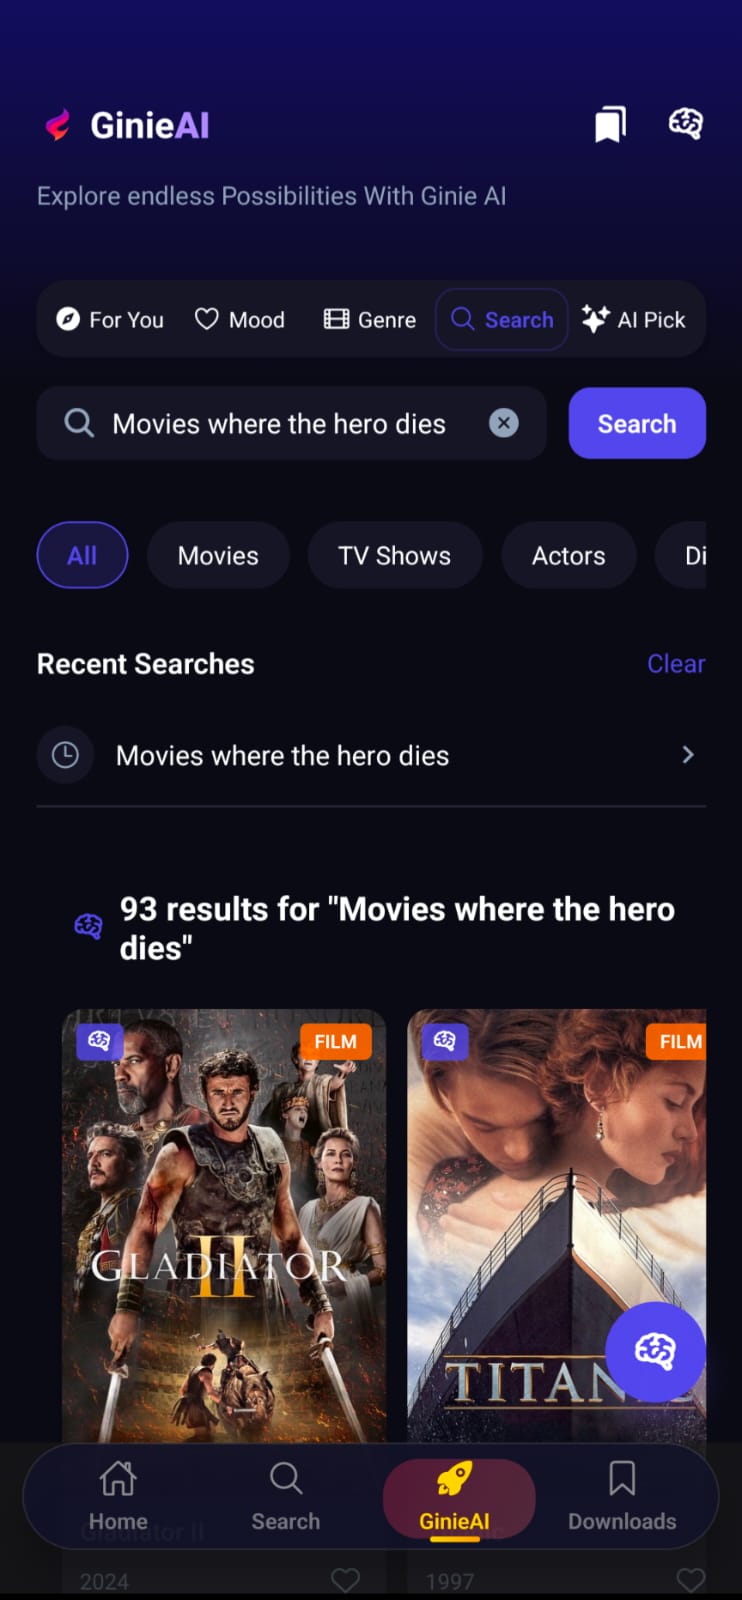 GinieAI
Explore endless Possibilities With Ginie AI
For You
Mood
Genre
Search
AI Pick
Movies where the hero dies
Search
All
Movies
TV Shows
Actors
Di
Recent Searches
Clear
Movies where the hero dies
93 results for "Movies where the hero
dies"
FILM
FILM
GLADIATOR
II
TITAN
Home
Search
GinieAI
Downloads
Gladiator II
2024
1997